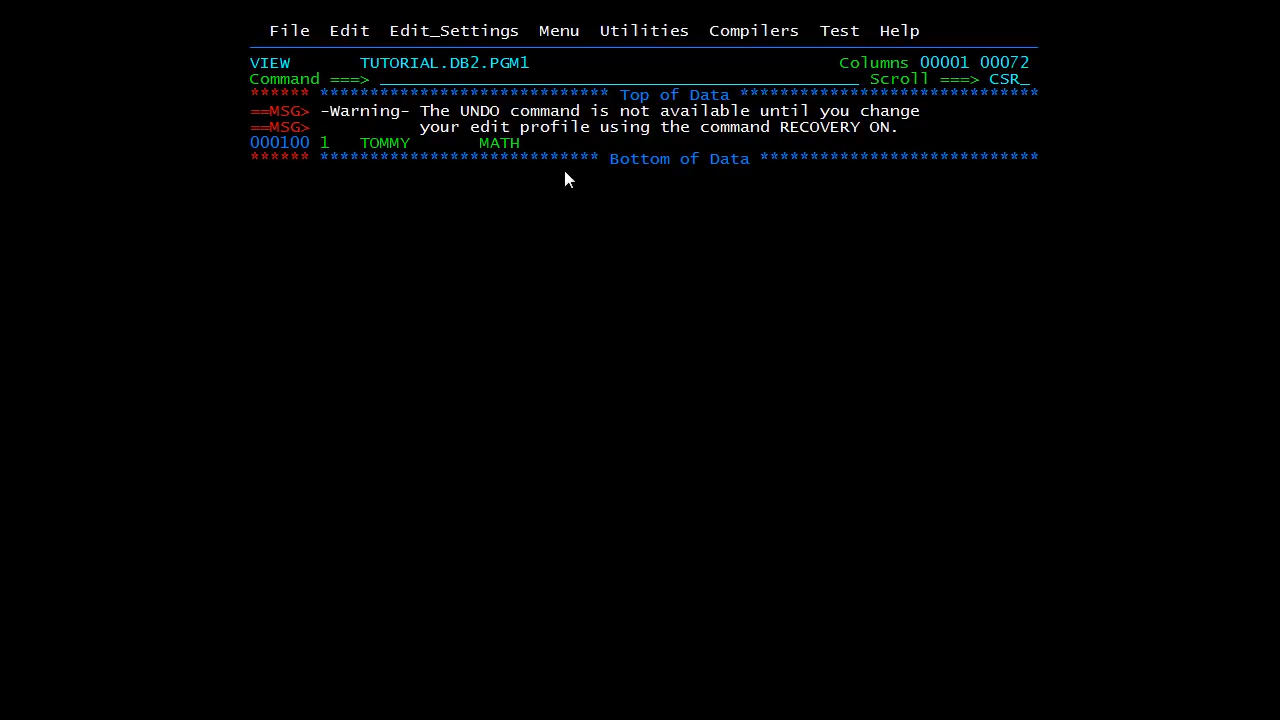 File Edit Edit_Settings Menu Utilities Compilers Test Help
VIEW TUTORIAL.DB2.PGM1 Columns 00001 00072
Command ===> Scroll ===> CSR_
****** ***************************** Top of Data ******************************
==MSG> -Warning- The UNDO command is not available until you change
==MSG> your edit profile using the command RECOVERY ON.
000100 1 TOMMY MATH
****** **************************** Bottom of Data ****************************